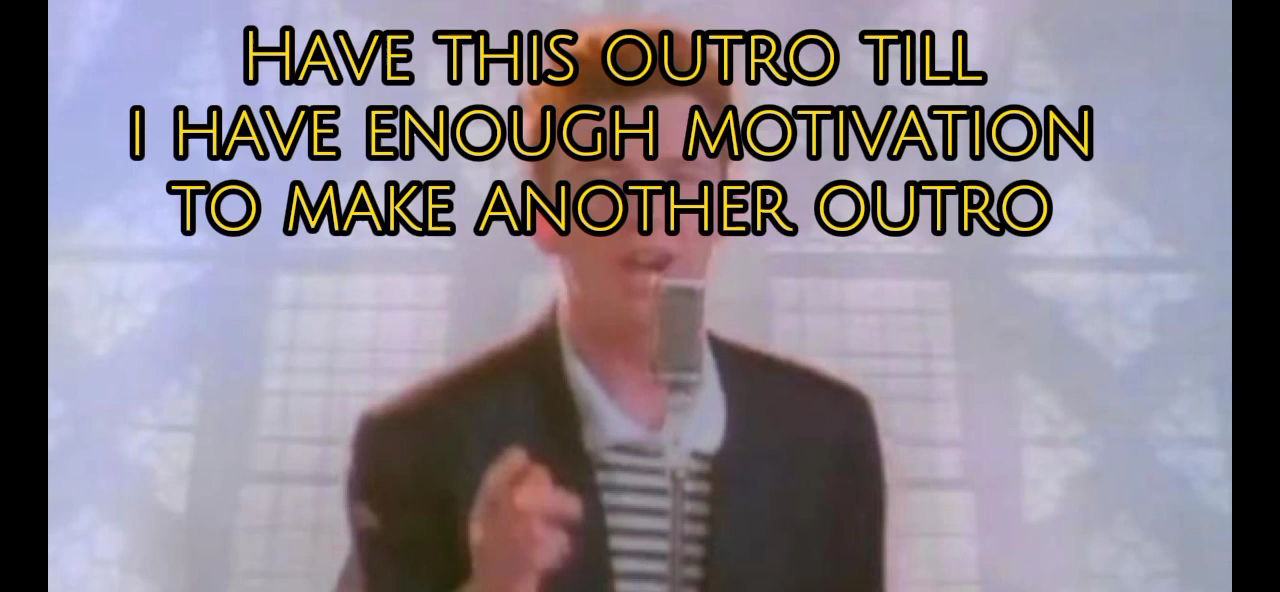 Have this outro till
I have enough motivation
to make another outro